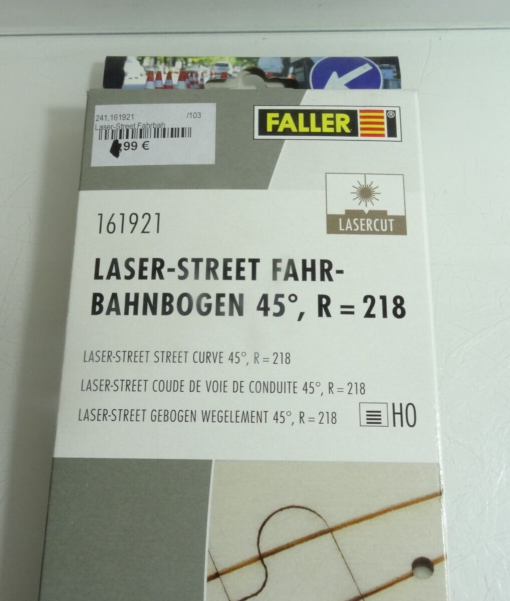 241,161921 /103
Laser-Street Fahrbah
99 €
FALLER
®
LASERCUT
161921
LASER-STREET FAHR-
BAHNBOGEN 45°, R = 218
LASER-STREET STREET CURVE 45°, R = 218
LASER-STREET COUDE DE VOIE DE CONDUITE 45°, R = 218
LASER-STREET GEBOGEN WEGELEMENT 45°, R = 218
H0